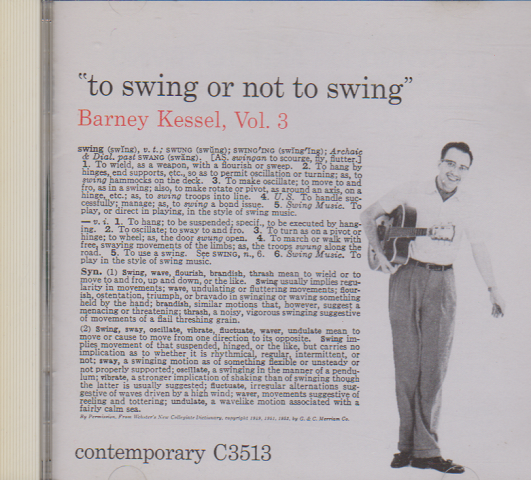 "to swing or not to swing"
Barney Kessel, Vol. 3
swing (swĭng), v. t.; SWUNG (swŭng); SWING'ING (swĭng'ĭng); Archaic
& Dial. past SWANG (swăng). [AS. swingan to scourge, fly, flutter.]
1. To wield, as a weapon, with a flourish or sweep. 2. To hang by
hinges, end supports, etc., so as to permit oscillation or turning; as, to
swing hammocks on the deck. 3. To make oscillate; to move to and
fro, as in a swing; also, to make rotate or pivot, as around an axis, on a
hinge, etc.; as, to swing troops into line. 4. U. S. To handle suc-
cessfully; manage; as, to swing a bond issue. 5. Swing Music. To
play, or direct in playing, in the style of swing music.
—v. i. 1. To hang; to be suspended; specif., to be executed by hang-
ing. 2. To oscillate; to sway to and fro. 3. To turn as on a pivot or
hinge; to wheel; as, the door swung open. 4. To march or walk with
free, swaying movements of the limbs; as, the troops swung along the
road. 5. To use a swing. See SWING, n., 6. 6. Swing Music. To
play in the style of swing music.
Syn. (1) Swing, wave, flourish, brandish, thrash mean to wield or to
move to and fro, up and down, or the like. Swing usually implies regu-
larity in movements; wave, undulating or fluttering movements; flour-
ish, ostentation, triumph, or bravado in swinging or waving something
held by the hand; brandish, similar motions that, however, suggest a
menacing or threatening; thrash, a noisy, vigorous swinging suggestive
of movements of a flail threshing grain.
(2) Swing, sway, oscillate, vibrate, fluctuate, waver, undulate mean to
move or cause to move from one direction to its opposite. Swing im-
plies movement of that suspended, hinged, or the like, but carries no
implication as to whether it is rhythmical, regular, intermittent, or
not; sway, a swinging motion as of something flexible or unsteady or
not properly supported; oscillate, a swinging in the manner of a pendu-
lum; vibrate, a stronger implication of shaking than of swinging though
the latter is usually suggested; fluctuate, irregular alternations sug-
gestive of waves driven by a high wind; waver, movements suggestive of
reeling and tottering; undulate, a wavelike motion associated with a
fairly calm sea.
By Permission. From Webster's New Collegiate Dictionary, copyright 1949, 1951, 1953, by G. & C. Merriam Co.
contemporary C3513